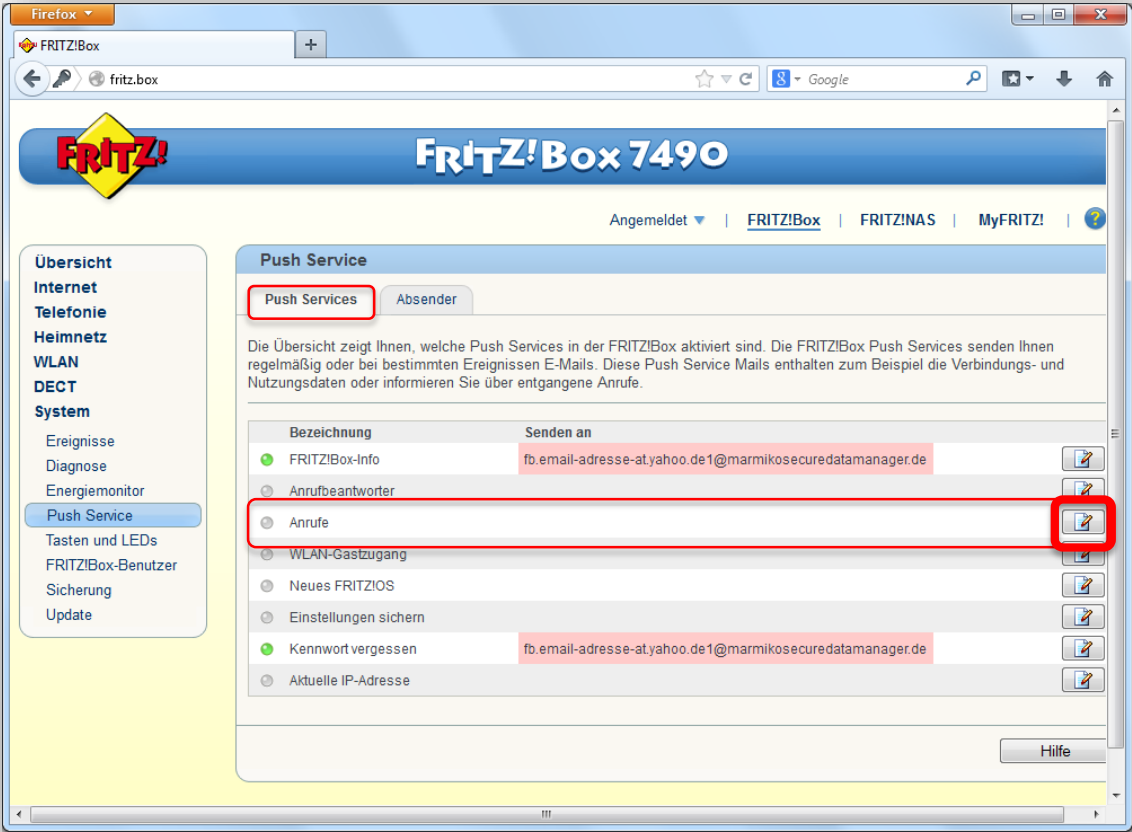 Firefox
FRITZ!Box
fritz.box
Google
FRITZ!
FRITZ!Box 7490
Angemeldet | FRITZ!Box | FRITZ!NAS | MyFRITZ! | ?
Übersicht
Internet
Telefonie
Heimnetz
WLAN
DECT
System
Ereignisse
Diagnose
Energiemonitor
Push Service
Tasten und LEDs
FRITZ!Box-Benutzer
Sicherung
Update
Push Service
Push Services
Absender
Die Übersicht zeigt Ihnen, welche Push Services in der FRITZ!Box aktiviert sind. Die FRITZ!Box Push Services senden Ihnen
regelmäßig oder bei bestimmten Ereignissen E-Mails. Diese Push Service Mails enthalten zum Beispiel die Verbindungs- und
Nutzungsdaten oder informieren Sie über entgangene Anrufe.
Bezeichnung Senden an
FRITZ!Box-Info fb.email-adresse-at.yahoo.de1@marmikosecuredatamanager.de
Anrufbeantworter
Anrufe
WLAN-Gastzugang
Neues FRITZ!OS
Einstellungen sichern
Kennwort vergessen fb.email-adresse-at.yahoo.de1@marmikosecuredatamanager.de
Aktuelle IP-Adresse
Hilfe